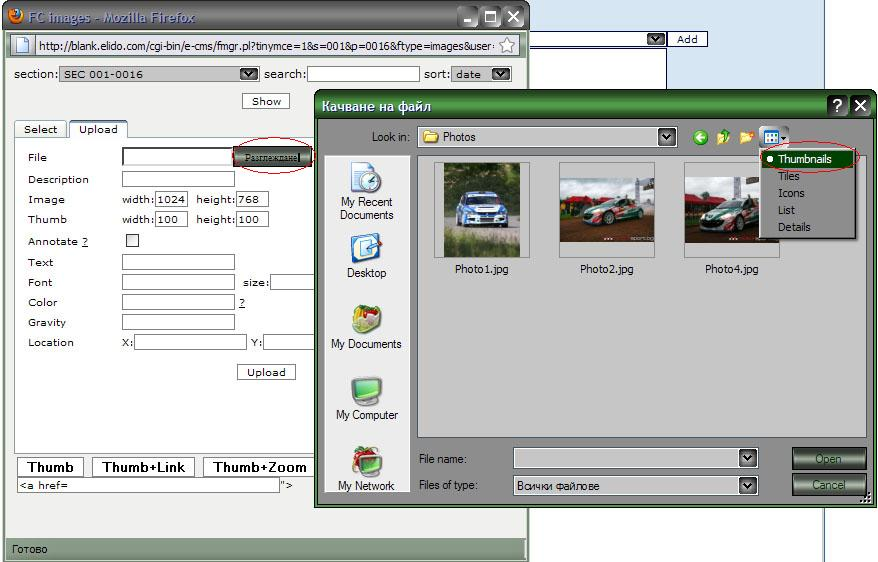 FC images - Mozilla Firefox
http://blank.elido.com/cgi-bin/e-cms/fmgr.pl?tinymce=1&s=001&p=0016&ftype=images&user=
section: SEC 001-0016 search: sort: date
Show
Select Upload
File Разглеждане
Description
Image width: 1024 height: 768
Thumb width: 100 height: 100
Annotate ?
Text
Font size:
Color ?
Gravity
Location X: Y:
Upload
Thumb Thumb+Link Thumb+Zoom
<a href= ">
Готово
Add
Качване на файл
Look in: Photos
Thumbnails
Tiles
Icons
List
Details
My Recent
Documents
Desktop
My Documents
My Computer
My Network
Photo1.jpg Photo2.jpg Photo4.jpg
File name: Open
Files of type: Всички файлове Cancel